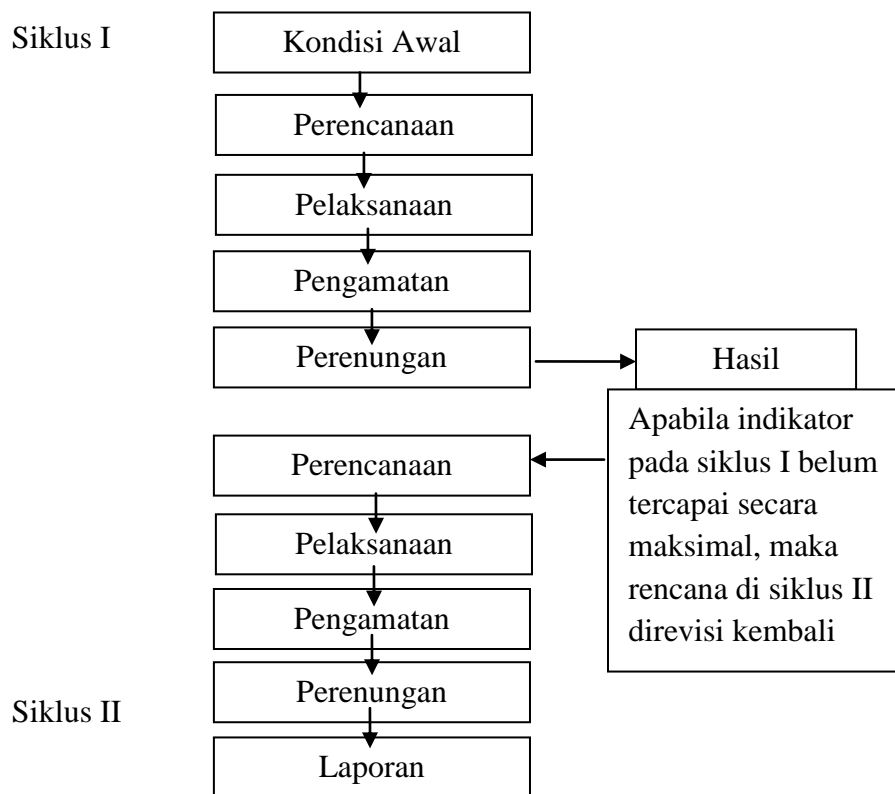 Siklus I
Kondisi Awal
Perencanaan
Pelaksanaan
Pengamatan
Perenungan
Hasil
Apabila indikator
pada siklus I belum
tercapai secara
maksimal, maka
rencana di siklus II
direvisi kembali
Perencanaan
Pelaksanaan
Pengamatan
Perenungan
Siklus II
Laporan